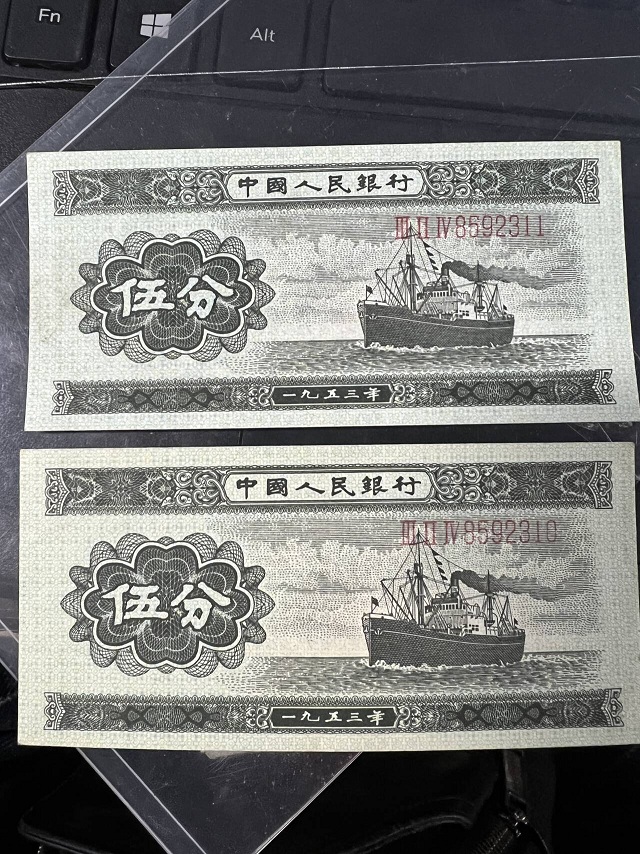 Fn
Alt
中國人民銀行
III II IV 8592311
伍分
一九五三年
中國人民銀行
III II IV 8592310
伍分
一九五三年